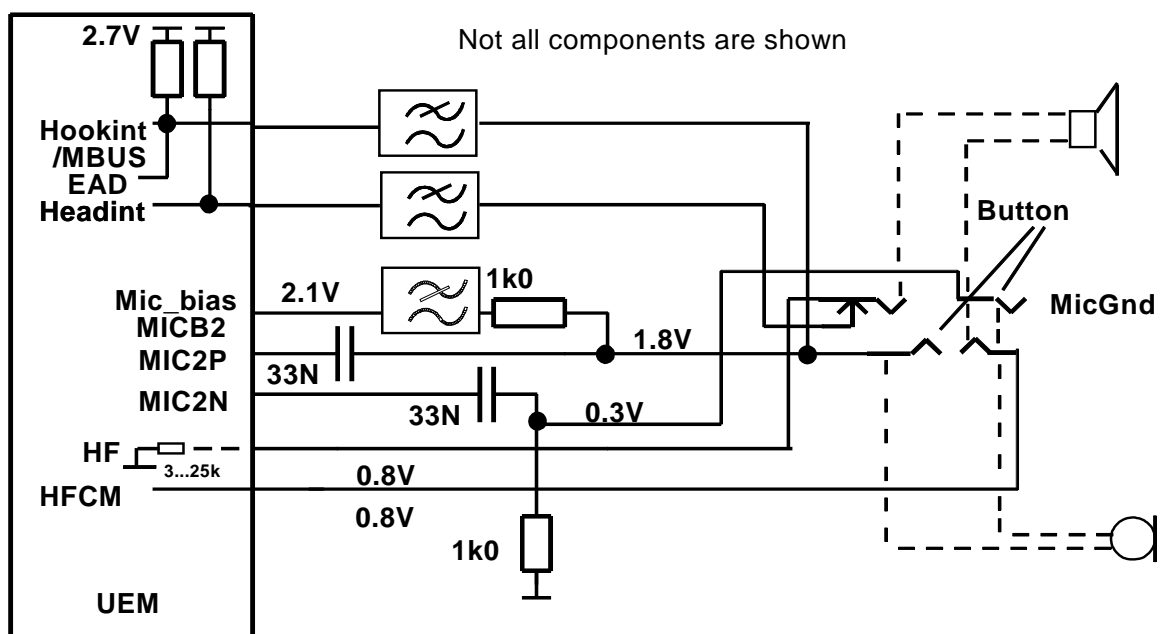 2.7V
Not all components are shown
Hookint
/MBUS
EAD
Headint
Button
Mic_bias
2.1V
1k0
MicGnd
MICB2
1.8V
MIC2P
33N
MIC2N
33N
0.3V
HF
3...25k
0.8V
HFCM
0.8V
1k0
UEM